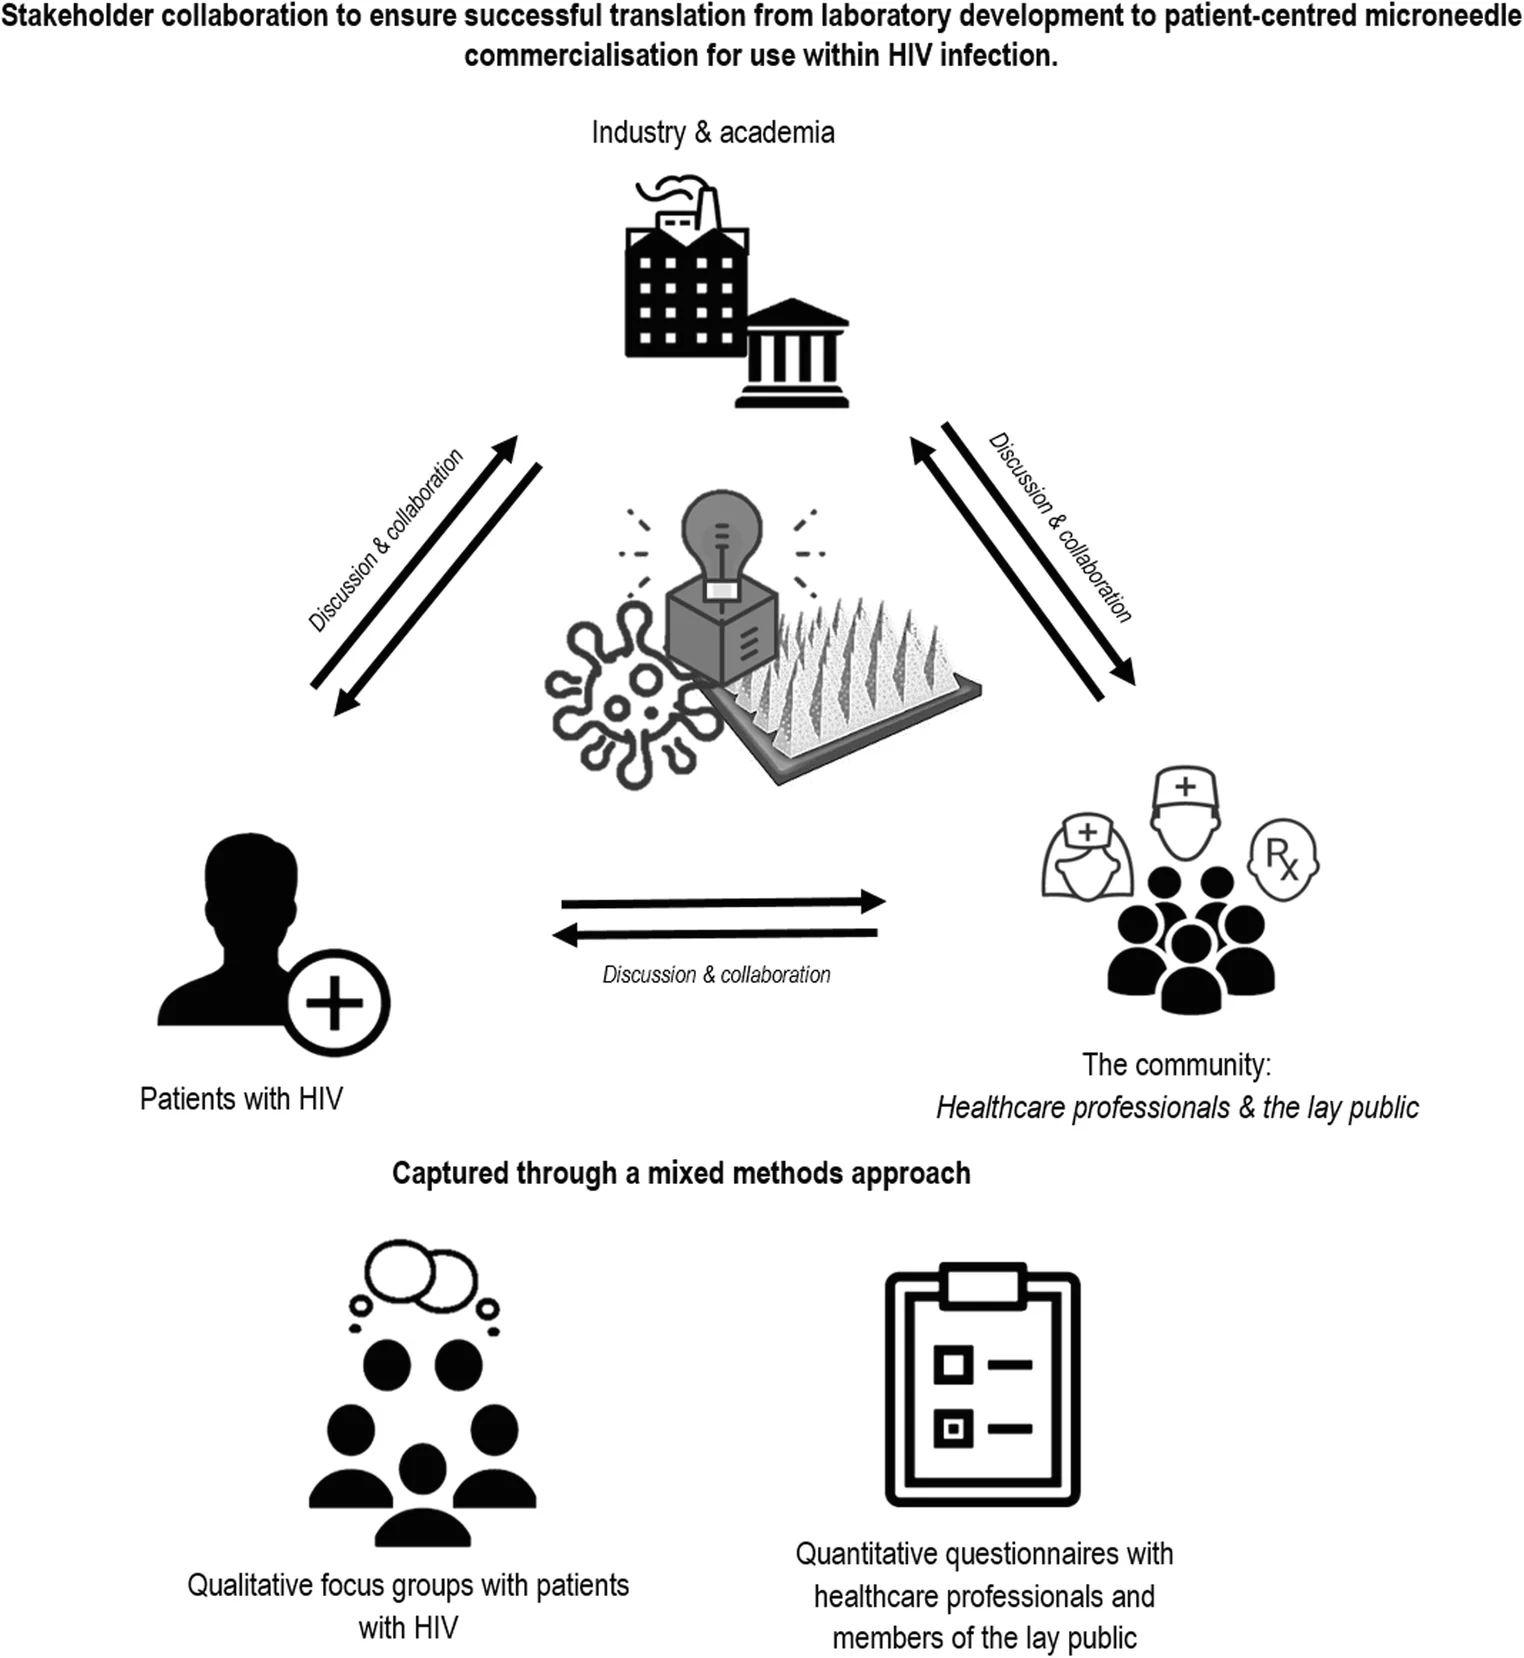 Stakeholder collaboration to ensure successful translation from laboratory development to patient-centred microneedle
commercialisation for use within HIV infection.
Industry & academia
Discussion & collaboration
Discussion & collaboration
Rx
Discussion & collaboration
Patients with HIV
The community:
Healthcare professionals & the lay public
Captured through a mixed methods approach
Qualitative focus groups with patients
with HIV
Quantitative questionnaires with
healthcare professionals and
members of the lay public